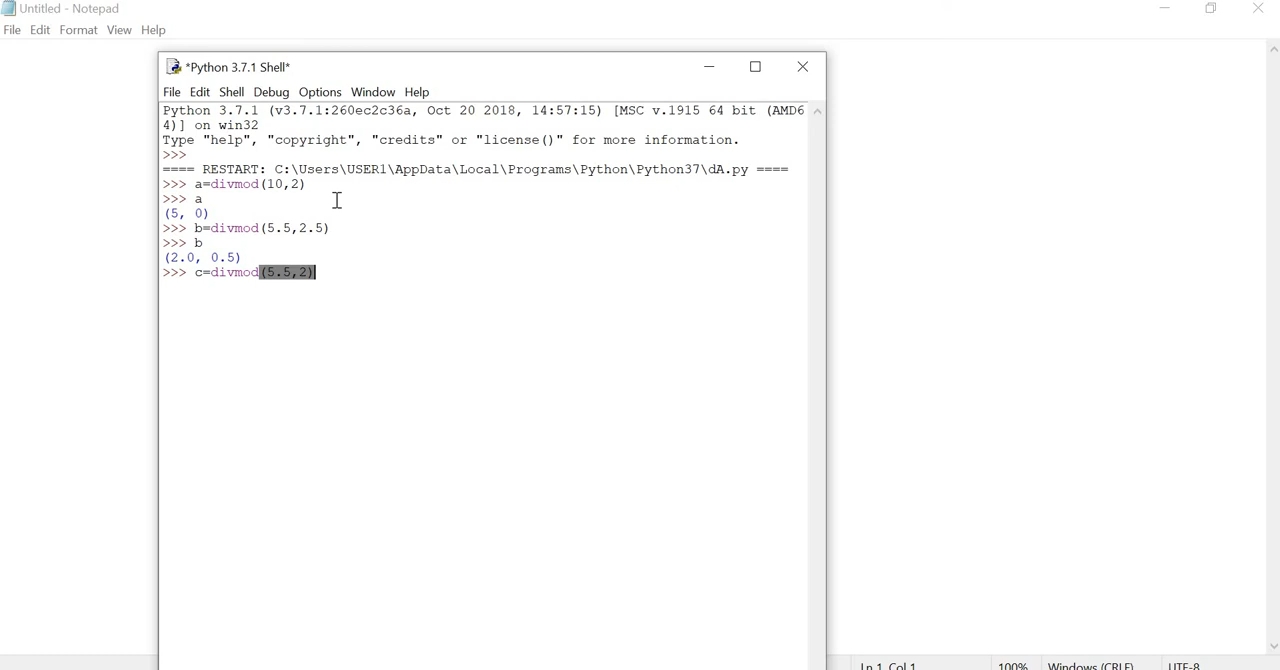 Untitled - Notepad
File Edit Format View Help
*Python 3.7.1 Shell*
File Edit Shell Debug Options Window Help
Python 3.7.1 (v3.7.1:260ec2c36a, Oct 20 2018, 14:57:15) [MSC v.1915 64 bit (AMD6
4)] on win32
Type "help", "copyright", "credits" or "license()" for more information.
>>>
==== RESTART: C:\Users\USER1\AppData\Local\Programs\Python\Python37\dA.py ====
>>> a=divmod(10,2)
>>> a
(5, 0)
>>> b=divmod(5.5,2.5)
>>> b
(2.0, 0.5)
>>> c=divmod(5.5,2)
Ln 1, Col 1 100% Windows (CRLF) UTF-8